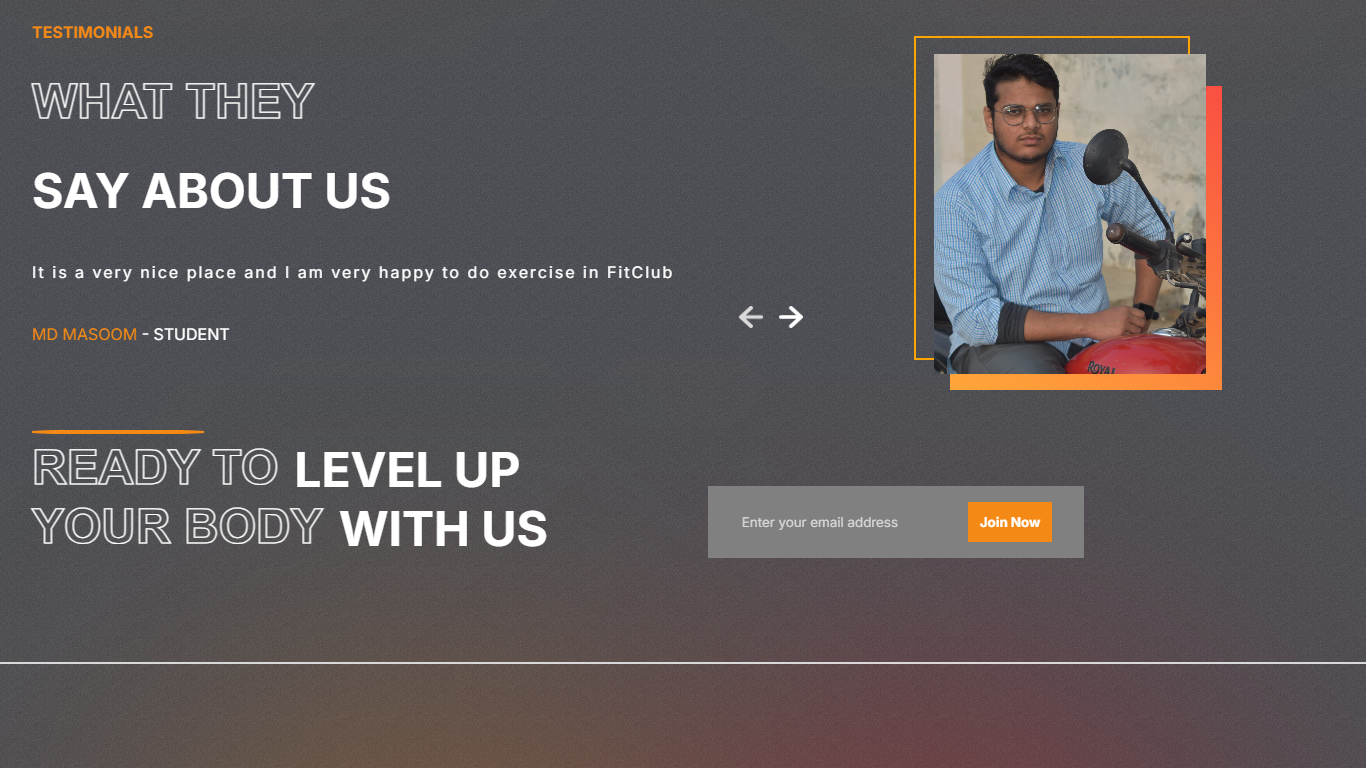 TESTIMONIALS
WHAT THEY
SAY ABOUT US
It is a very nice place and I am very happy to do exercise in FitClub
MD MASOOM - STUDENT
ROYAL
READY TO LEVEL UP
YOUR BODY WITH US
Enter your email address
Join Now